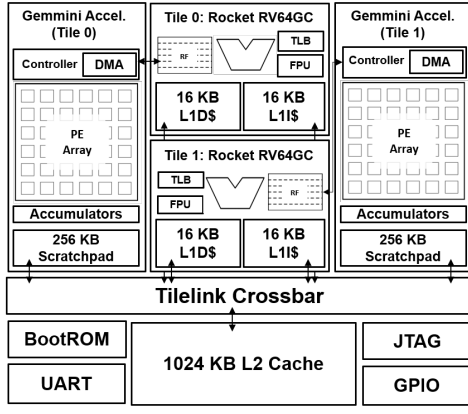 Gemmini Accel.
(Tile 0)
Controller
DMA
PE
Array
Accumulators
256 KB
Scratchpad
Tile 0: Rocket RV64GC
RF
TLB
FPU
16 KB
L1D$
16 KB
L1I$
Tile 1: Rocket RV64GC
TLB
FPU
RF
16 KB
L1D$
16 KB
L1I$
Gemmini Accel.
(Tile 1)
Controller
DMA
PE
Array
Accumulators
256 KB
Scratchpad
Tilelink Crossbar
BootROM
UART
1024 KB L2 Cache
JTAG
GPIO